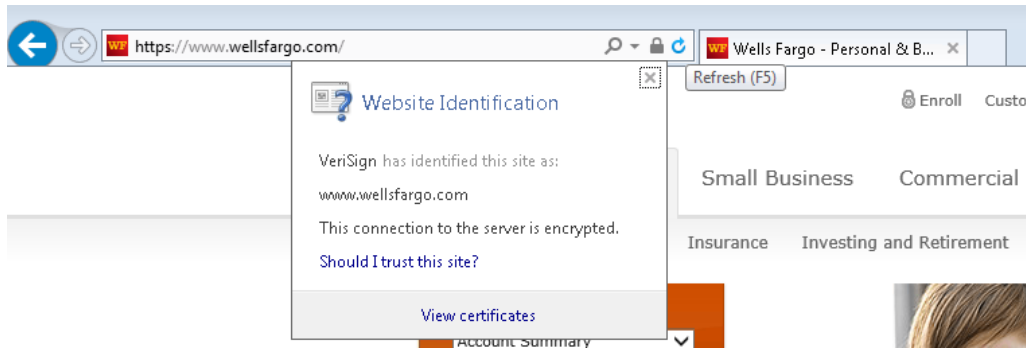 WF https://www.wellsfargo.com/
WF Wells Fargo - Personal & B...
Refresh (F5)
Website Identification
VeriSign has identified this site as:
www.wellsfargo.com
This connection to the server is encrypted.
Should I trust this site?
View certificates
Enroll Custo
Small Business Commercial
Insurance Investing and Retirement
Account Summary